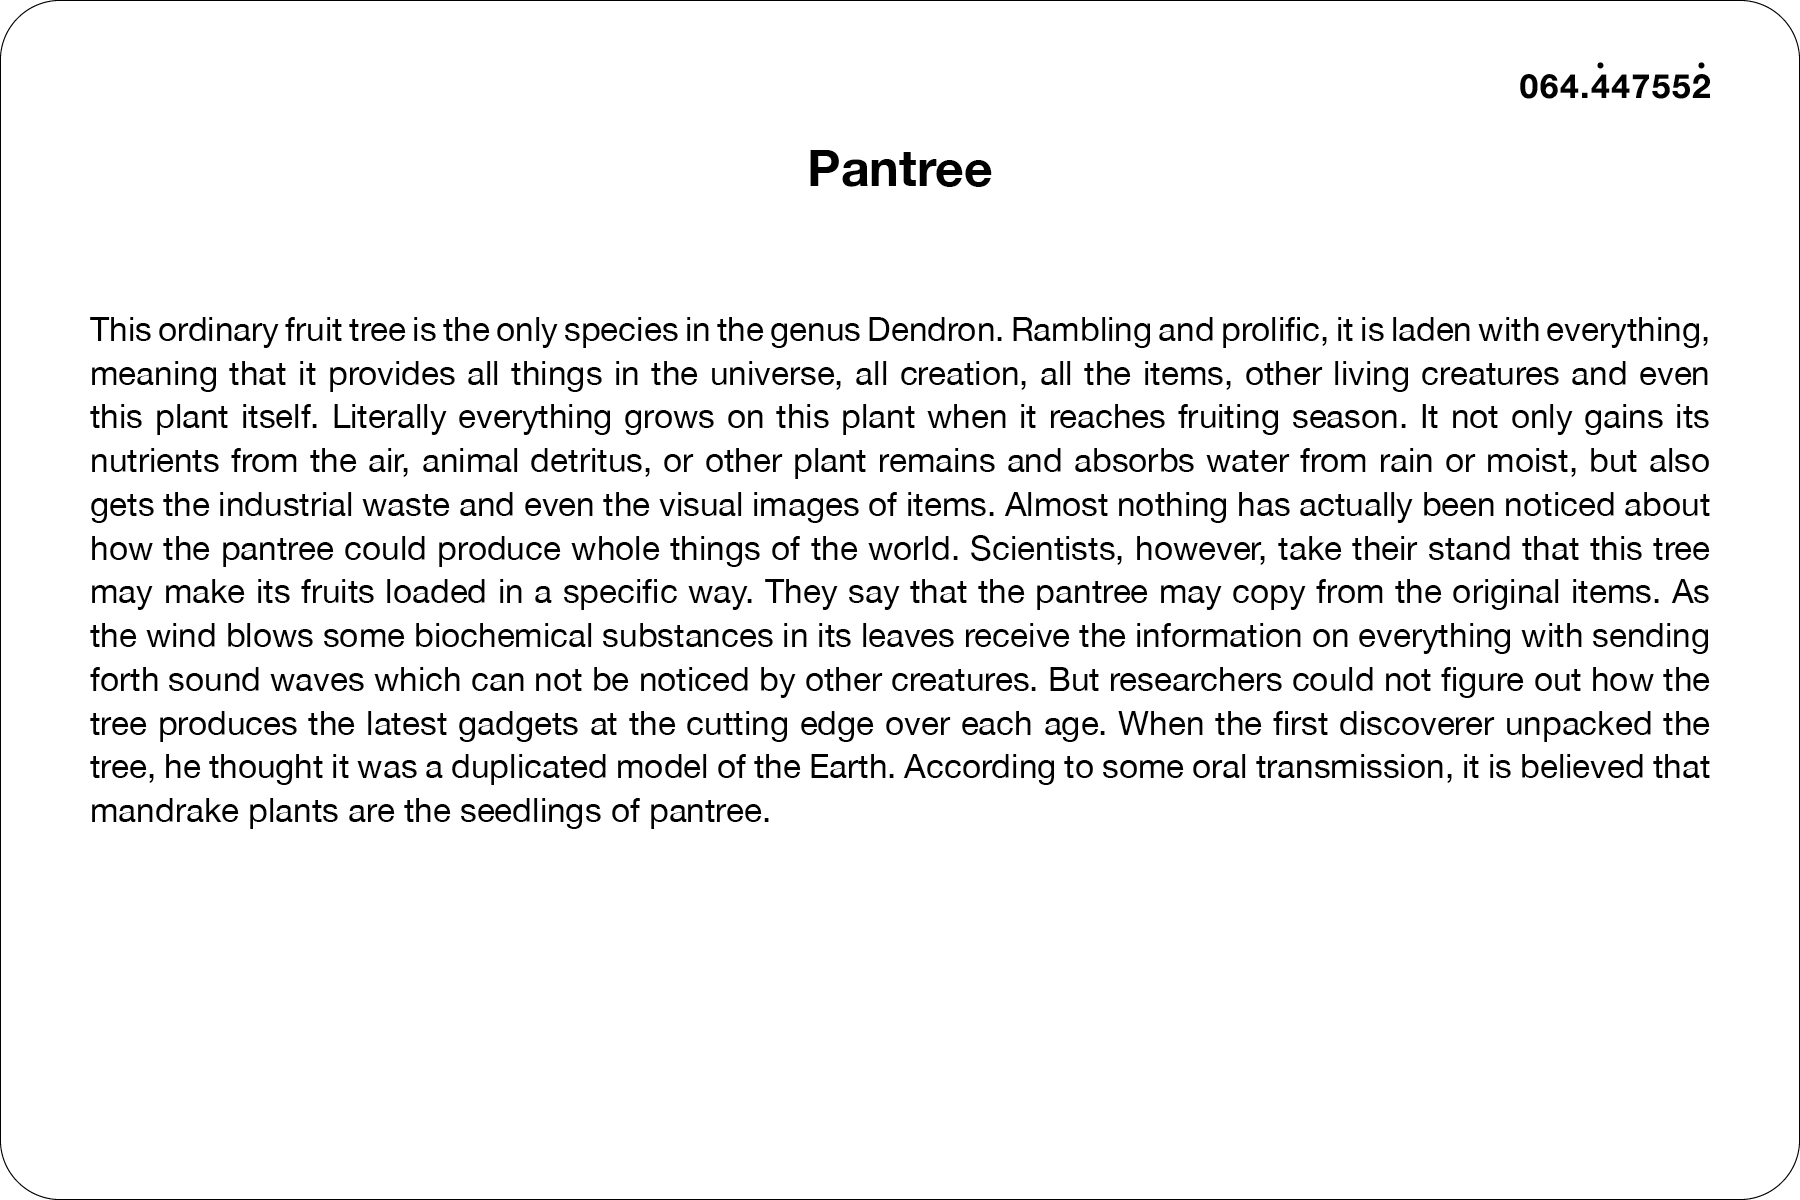 064.4̇47552̇
Pantree
This ordinary fruit tree is the only species in the genus Dendron. Rambling and prolific, it is laden with everything,
meaning that it provides all things in the universe, all creation, all the items, other living creatures and even
this plant itself. Literally everything grows on this plant when it reaches fruiting season. It not only gains its
nutrients from the air, animal detritus, or other plant remains and absorbs water from rain or moist, but also
gets the industrial waste and even the visual images of items. Almost nothing has actually been noticed about
how the pantree could produce whole things of the world. Scientists, however, take their stand that this tree
may make its fruits loaded in a specific way. They say that the pantree may copy from the original items. As
the wind blows some biochemical substances in its leaves receive the information on everything with sending
forth sound waves which can not be noticed by other creatures. But researchers could not figure out how the
tree produces the latest gadgets at the cutting edge over each age. When the first discoverer unpacked the
tree, he thought it was a duplicated model of the Earth. According to some oral transmission, it is believed that
mandrake plants are the seedlings of pantree.